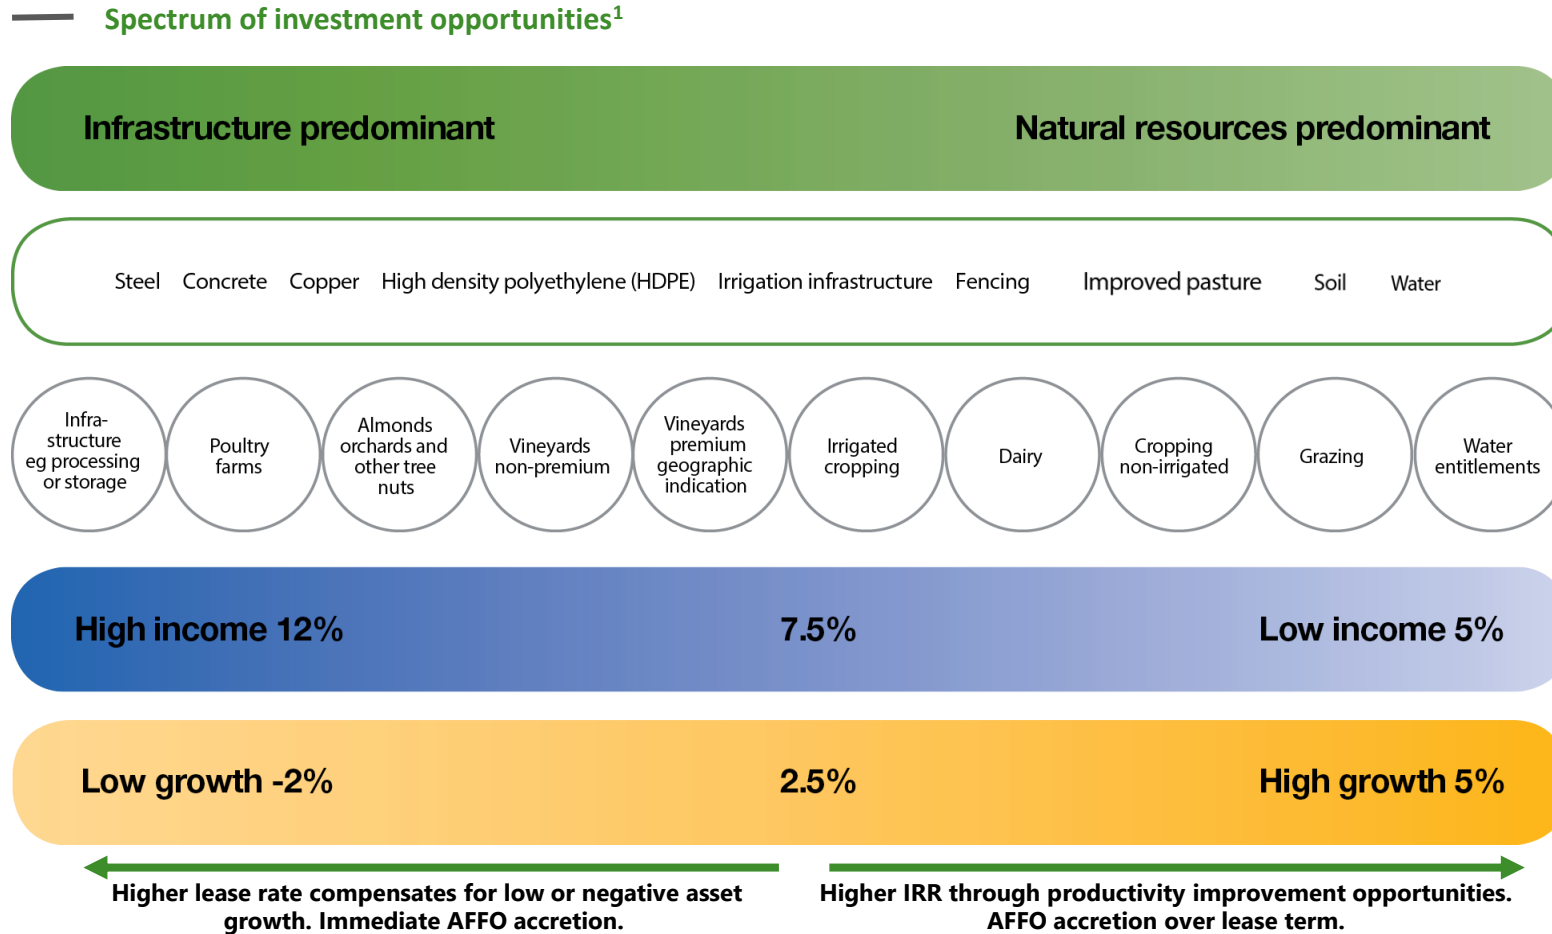 Spectrum of investment opportunities¹
Infrastructure predominant
Natural resources predominant
Steel Concrete Copper High density polyethylene (HDPE) Irrigation infrastructure Fencing Improved pasture Soil Water
Infra-
structure
eg processing
or storage
Poultry
farms
Almonds
orchards and
other tree
nuts
Vineyards
non-premium
Vineyards
premium
geographic
indication
Irrigated
cropping
Dairy
Cropping
non-irrigated
Grazing
Water
entitlements
High income 12%
7.5%
Low income 5%
Low growth -2%
2.5%
High growth 5%
Higher lease rate compensates for low or negative asset
growth. Immediate AFFO accretion.
Higher IRR through productivity improvement opportunities.
AFFO accretion over lease term.